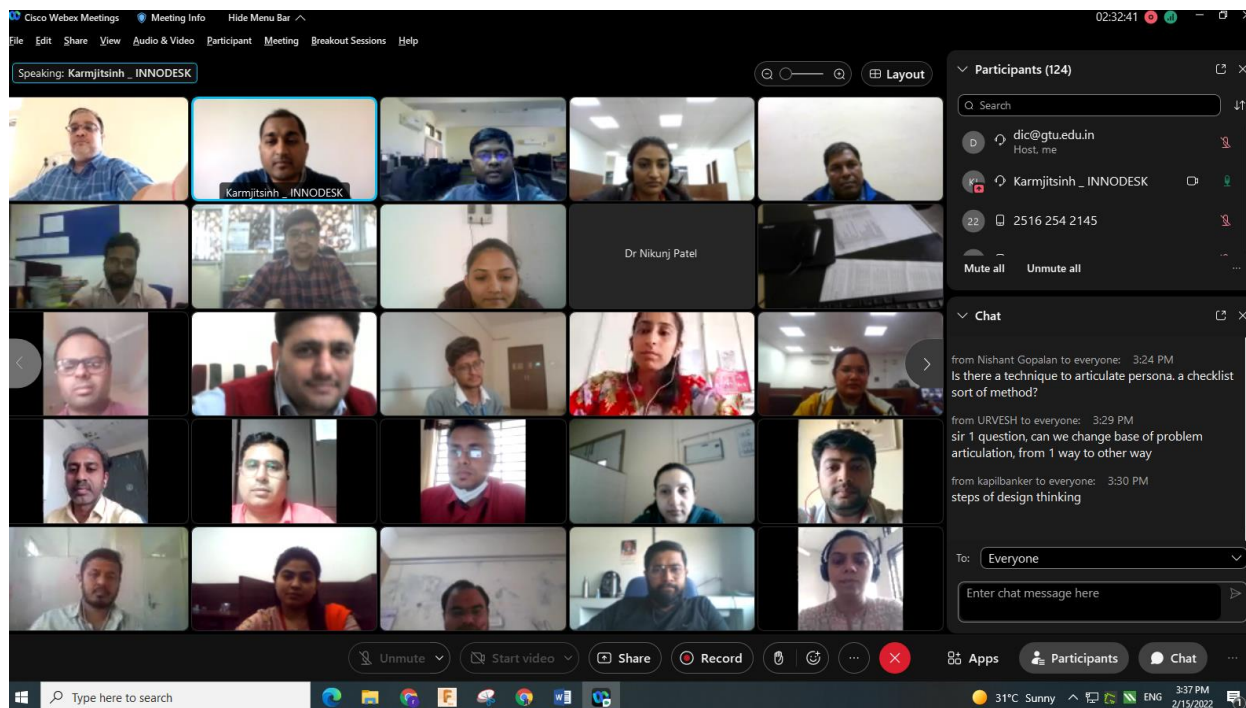 Cisco Webex Meetings Meeting Info Hide Menu Bar 02:32:41
File Edit Share View Audio & Video Participant Meeting Breakout Sessions Help
Speaking: Karmjitsinh _ INNODESK
Layout
Karmjitsinh _ INNODESK
Dr Nikunj Patel
Participants (124)
Search
D dic@gtu.edu.in
Host, me
Karmjitsinh _ INNODESK
22 2516 254 2145
Mute all Unmute all
Chat
from Nishant Gopalan to everyone: 3:24 PM
Is there a technique to articulate persona. a checklist
sort of method?
from URVESH to everyone: 3:29 PM
sir 1 question, can we change base of problem
articulation, from 1 way to other way
from kapilbanker to everyone: 3:30 PM
steps of design thinking
To: Everyone
Enter chat message here
Unmute Start video Share Record Apps Participants Chat
Type here to search 31°C Sunny ENG 3:37 PM
2/15/2022